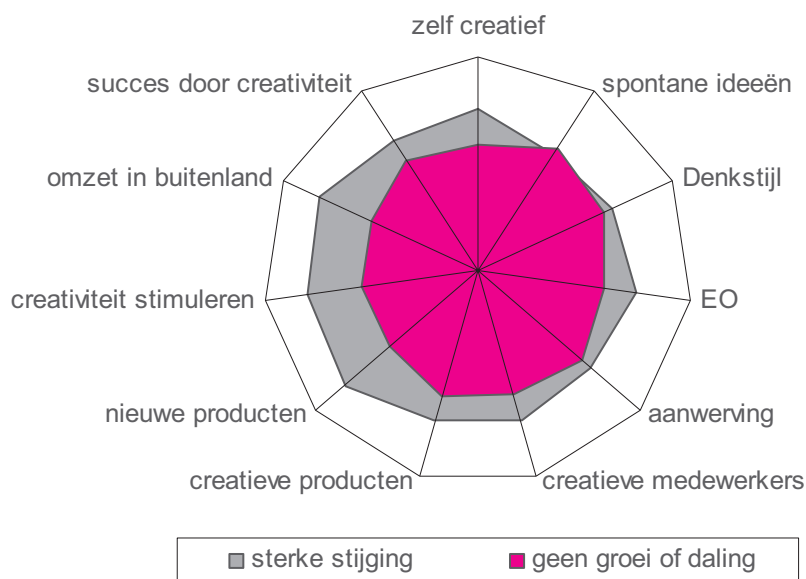 zelf creatief
succes door creativiteit
spontane ideeën
omzet in buitenland
Denkstijl
creativiteit stimuleren
EO
nieuwe producten
aanwerving
creatieve producten
creatieve medewerkers
sterke stijging
geen groei of daling